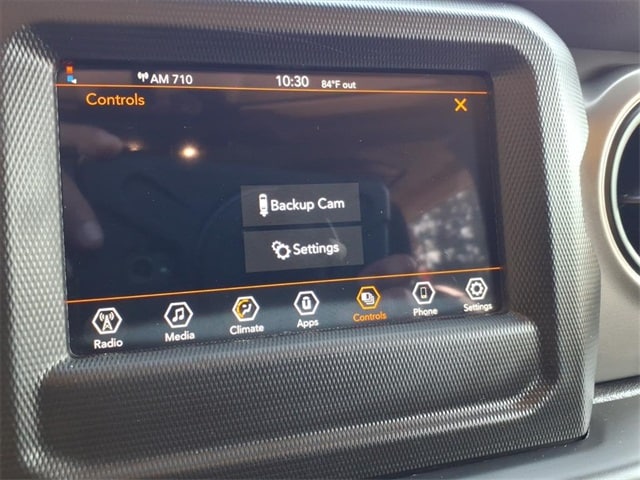 AM 710 10:30 84°F out
Controls
Backup Cam
Settings
Radio Media Climate Apps Controls Phone Settings